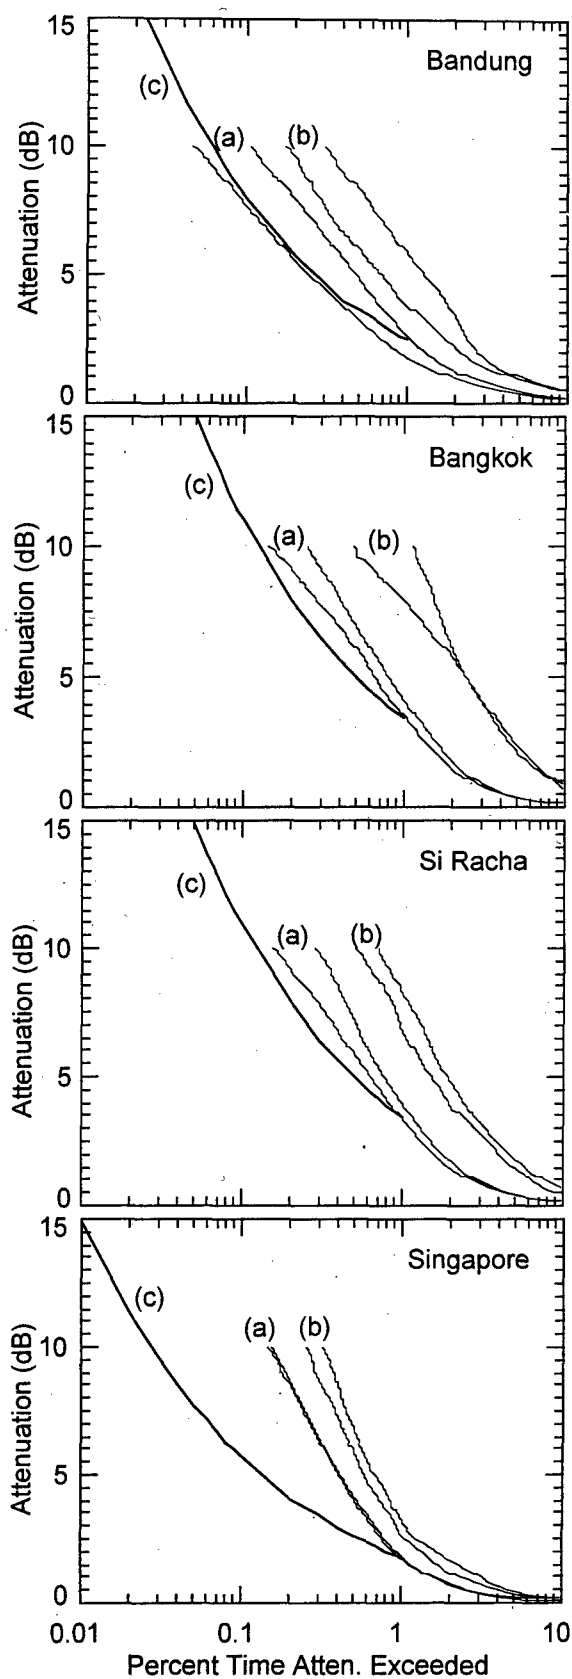 15
Bandung
(c)
(a)
(b)
10
5
0
Attenuation (dB)
15
Bangkok
(c)
(a)
(b)
10
5
0
Attenuation (dB)
15
Si Racha
(c)
(a)
(b)
10
5
0
Attenuation (dB)
15
Singapore
(c)
(a)
(b)
10
5
0
Attenuation (dB)
0.01 0.1 1 10
Percent Time Atten. Exceeded